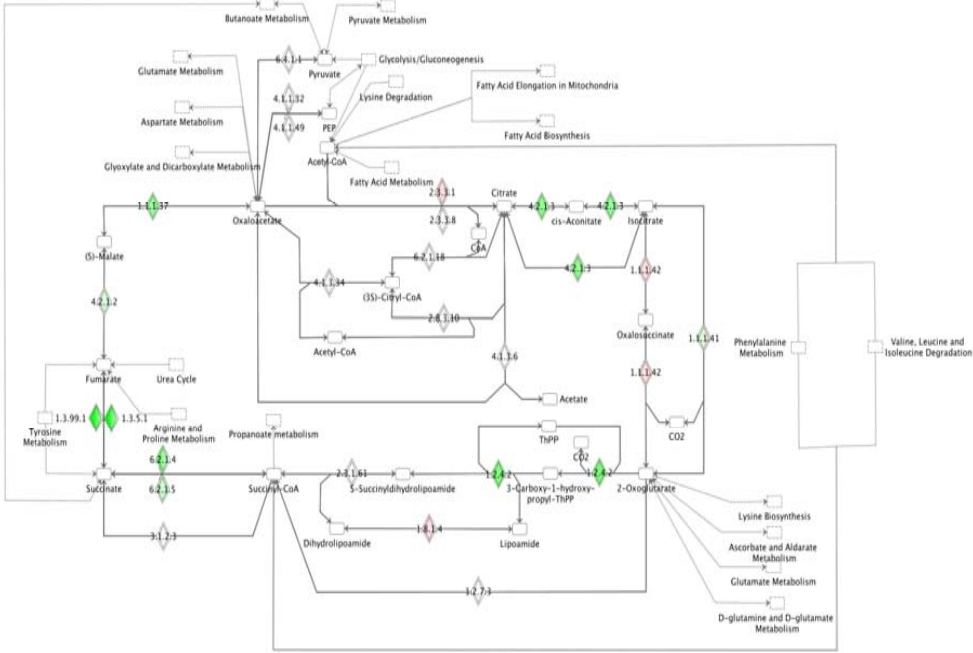 Butanoate Metabolism
Pyruvate Metabolism
6.4.1.1
Glycolysis/Gluconeogenesis
Pyruvate
Glutamate Metabolism
Fatty Acid Elongation in Mitochondria
4.1.1.32
Lysine Degradation
Aspartate Metabolism
4.1.1.49
PEP
Fatty Acid Biosynthesis
Glyoxylate and Dicarboxylate Metabolism
Acetyl-CoA
Fatty Acid Metabolism
1.1.1.37
Oxaloacetate
2.3.3.1
2.3.3.8
Citrate
4.2.1.3
cis-Aconitate
4.2.1.3
Isocitrate
CoA
(S)-Malate
6.2.1.18
4.2.1.3
1.1.1.42
4.1.3.34
(3S)-Citryl-CoA
4.2.1.2
2.8.3.10
Oxalosuccinate
1.1.1.41
Acetyl-CoA
4.1.3.6
Phenylalanine
Metabolism
Valine, Leucine and
Isoleucine Degradation
Fumarate
Urea Cycle
1.1.1.42
Acetate
1.3.99.1
1.3.5.1
Tyrosine
Metabolism
Arginine and
Proline Metabolism
Propanoate metabolism
ThPP
CO2
CO2
6.2.1.4
6.2.1.5
Succinate
Succinyl-CoA
2.3.1.61
S-Succinyldihydrolipoamide
1.2.4.2
3-Carboxy-1-hydroxy-
propyl-ThPP
1.2.4.2
2-Oxoglutarate
3.1.2.3
Dihydrolipoamide
1.8.1.4
Lipoamide
Lysine Biosynthesis
Ascorbate and Aldarate
Metabolism
Glutamate Metabolism
1.2.7.3
D-glutamine and D-glutamate
Metabolism